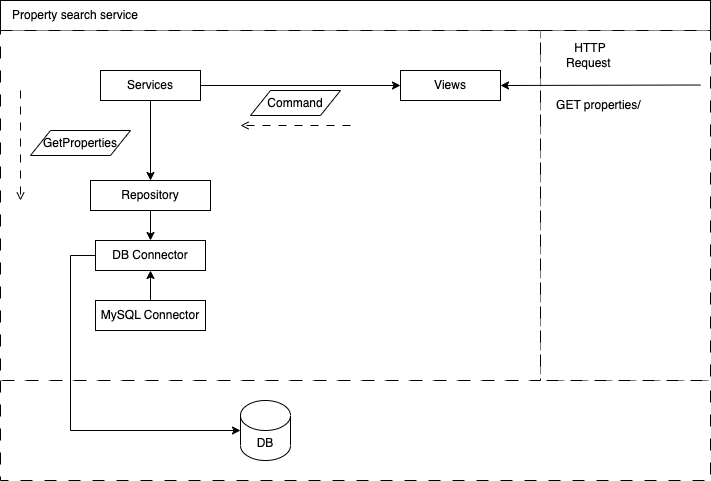 Property search service
HTTP
Request
Services
Views
Command
GET properties/
GetProperties
Repository
DB Connector
MySQL Connector
DB